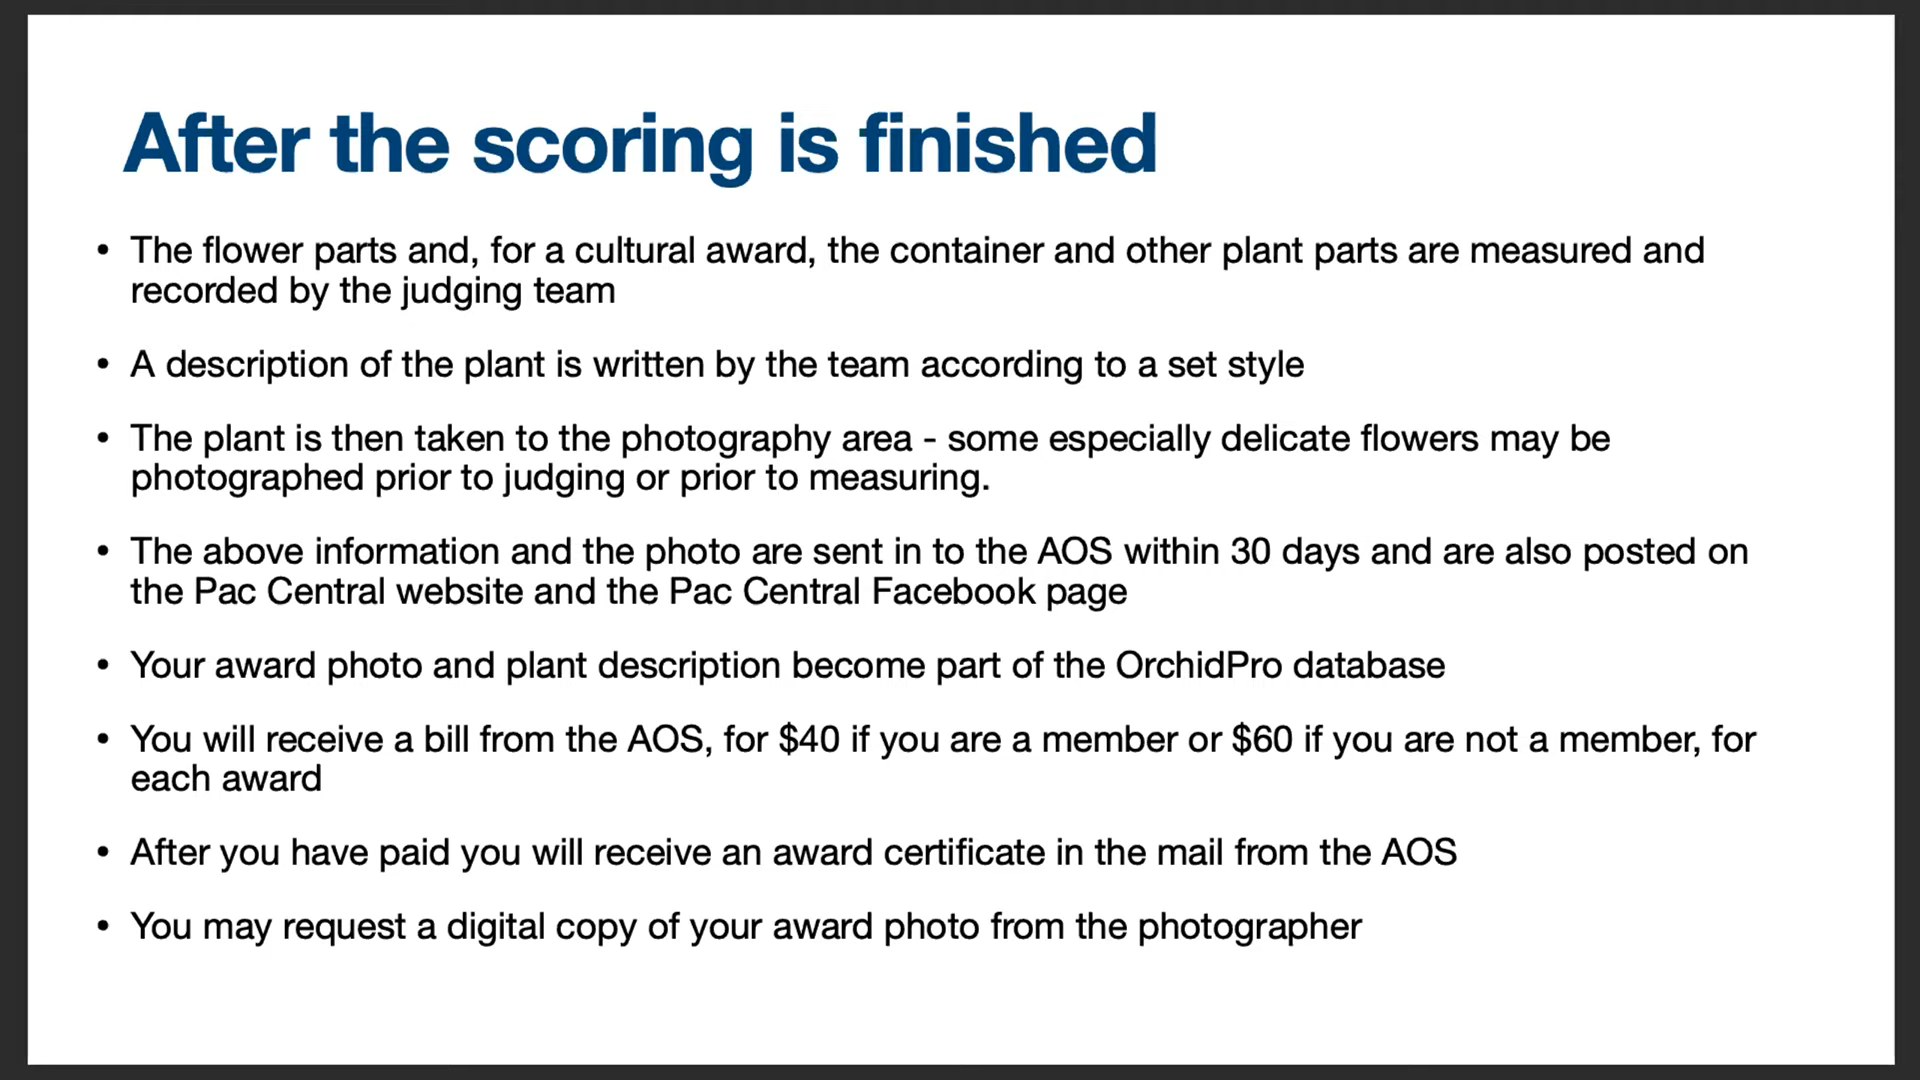 After the scoring is finished
• The flower parts and, for a cultural award, the container and other plant parts are measured and
recorded by the judging team
• A description of the plant is written by the team according to a set style
• The plant is then taken to the photography area - some especially delicate flowers may be
photographed prior to judging or prior to measuring.
• The above information and the photo are sent in to the AOS within 30 days and are also posted on
the Pac Central website and the Pac Central Facebook page
• Your award photo and plant description become part of the OrchidPro database
• You will receive a bill from the AOS, for $40 if you are a member or $60 if you are not a member, for
each award
• After you have paid you will receive an award certificate in the mail from the AOS
• You may request a digital copy of your award photo from the photographer